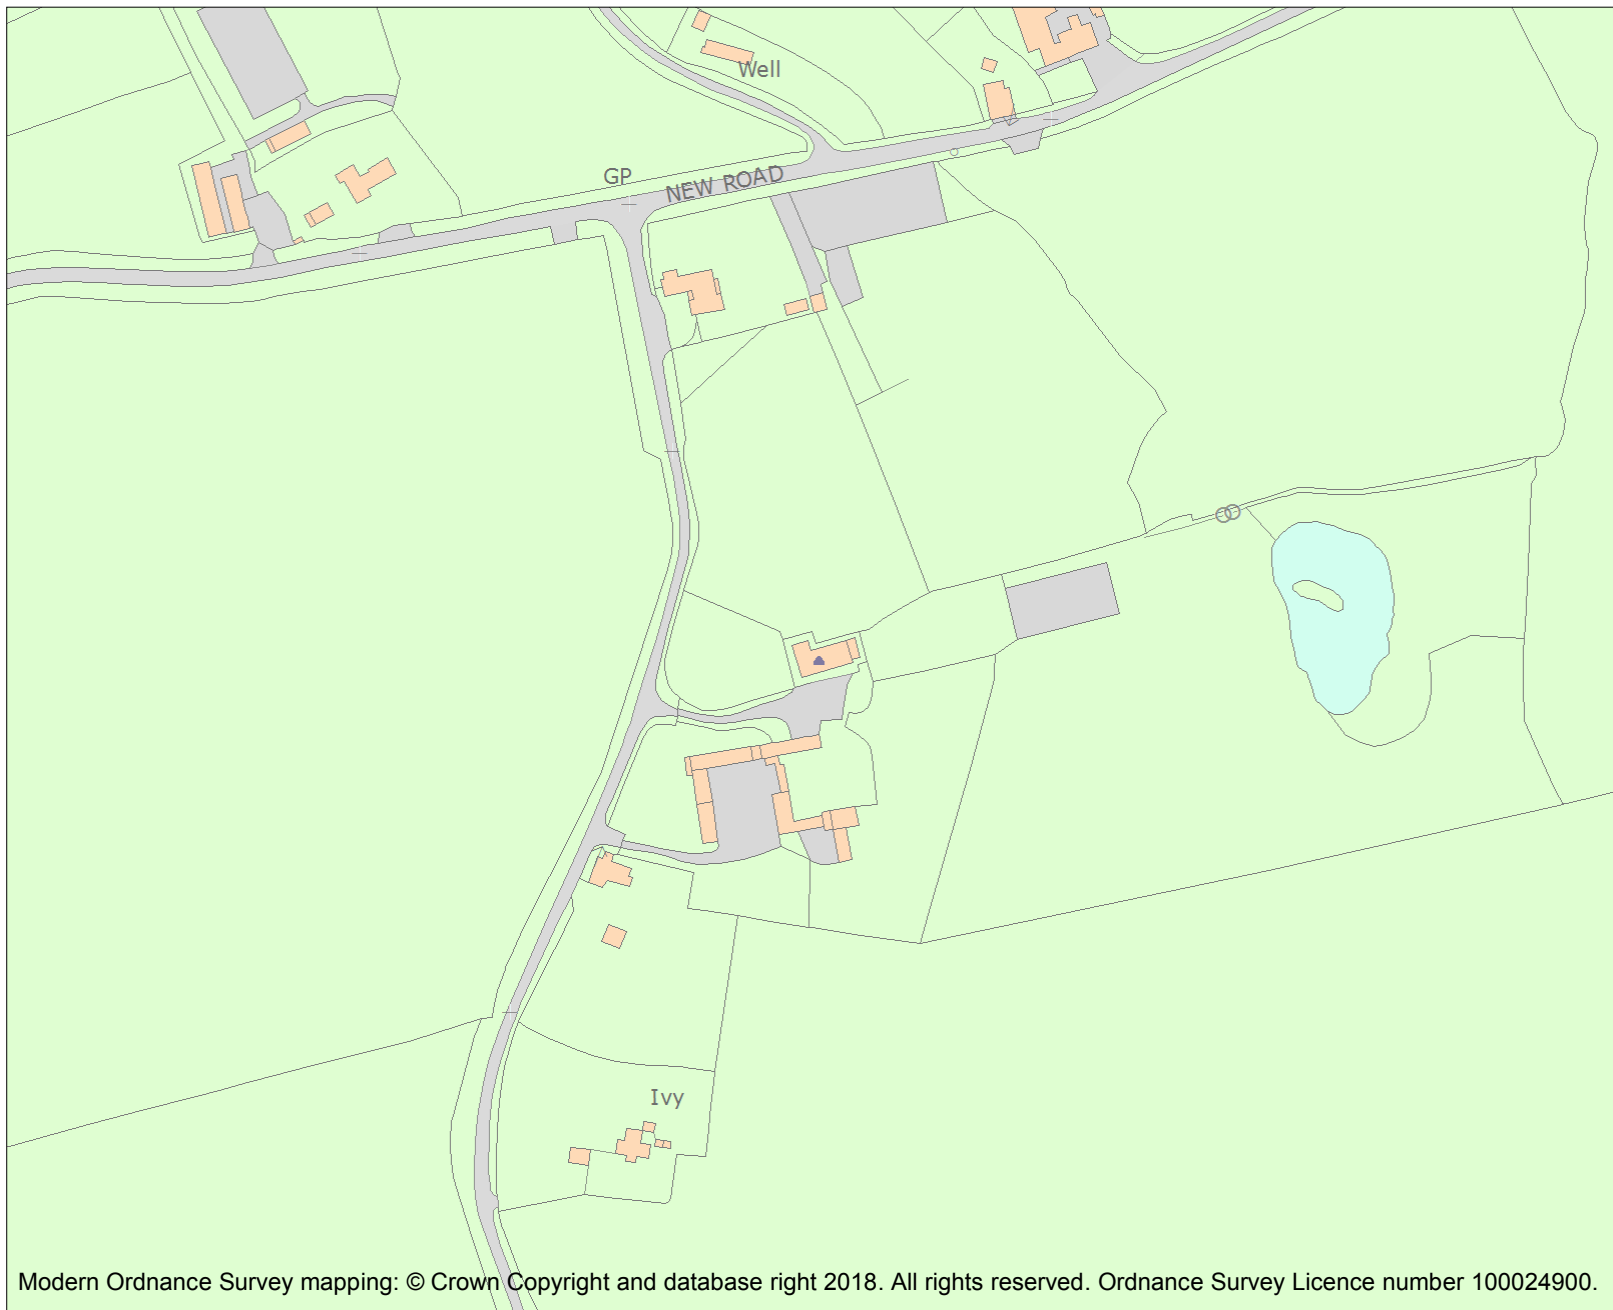 Well
GP
NEW ROAD
Ivy
Modern Ordnance Survey mapping: © Crown Copyright and database right 2018. All rights reserved. Ordnance Survey Licence number 100024900.